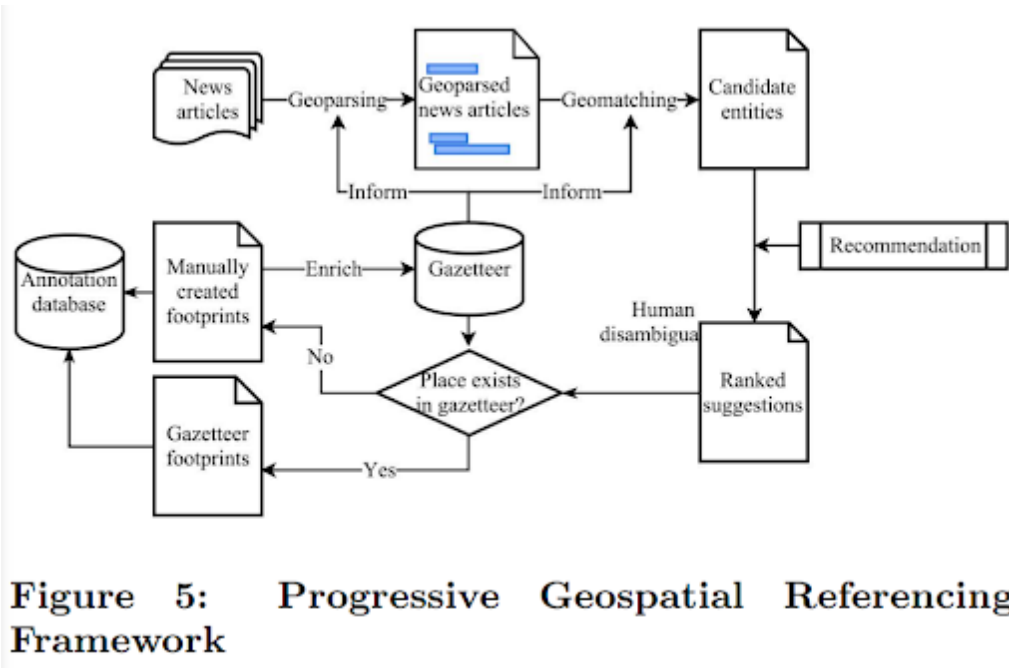 News
articles
Geoparsing
Geoparsed
news articles
Geomatching
Candidate
entities
Inform
Inform
Recommendation
Annotation
database
Manually
created
footprints
Enrich
Gazetteer
Human
disambigua
No
Place exists
in gazetteer?
Ranked
suggestions
Gazetteer
footprints
Yes
Figure 5: Progressive Geospatial Referencing
Framework